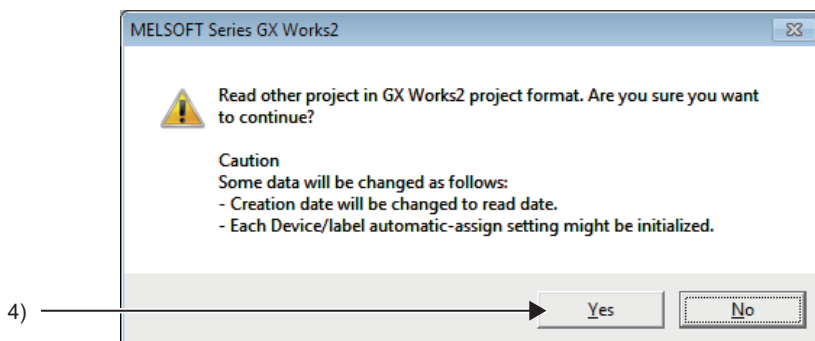 MELSOFT Series GX Works2
Read other project in GX Works2 project format. Are you sure you want
to continue?
Caution
Some data will be changed as follows:
- Creation date will be changed to read date.
- Each Device/label automatic-assign setting might be initialized.
4)
Yes
No